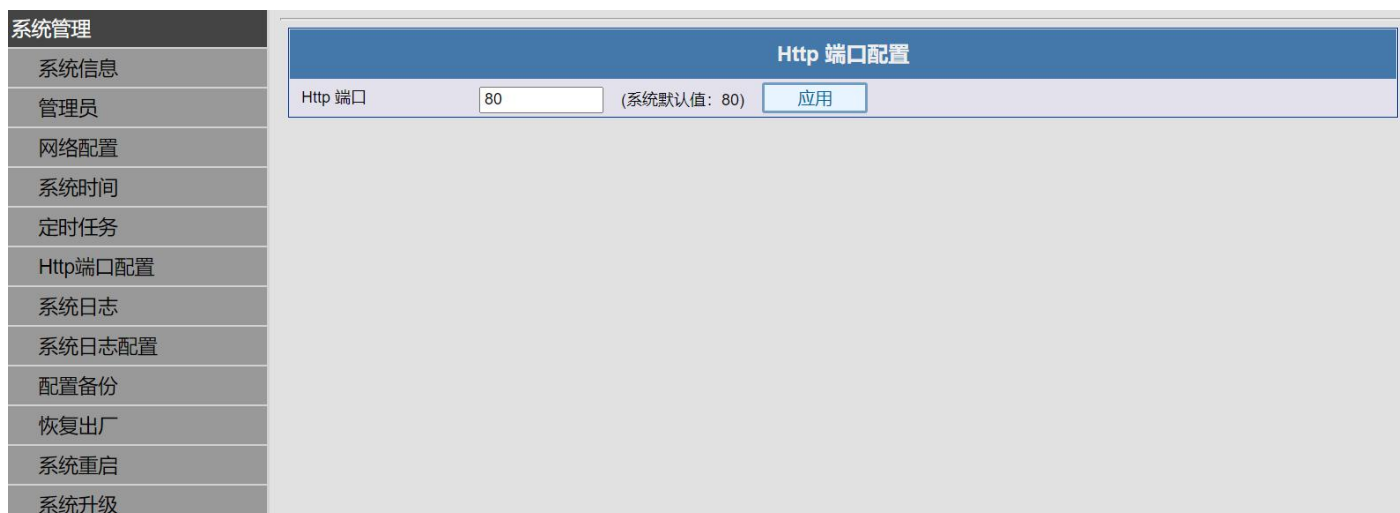 系统管理
系统信息
管理员
网络配置
系统时间
定时任务
Http端口配置
系统日志
系统日志配置
配置备份
恢复出厂
系统重启
系统升级
Http 端口配置
Http 端口 80 (系统默认值：80) 应用